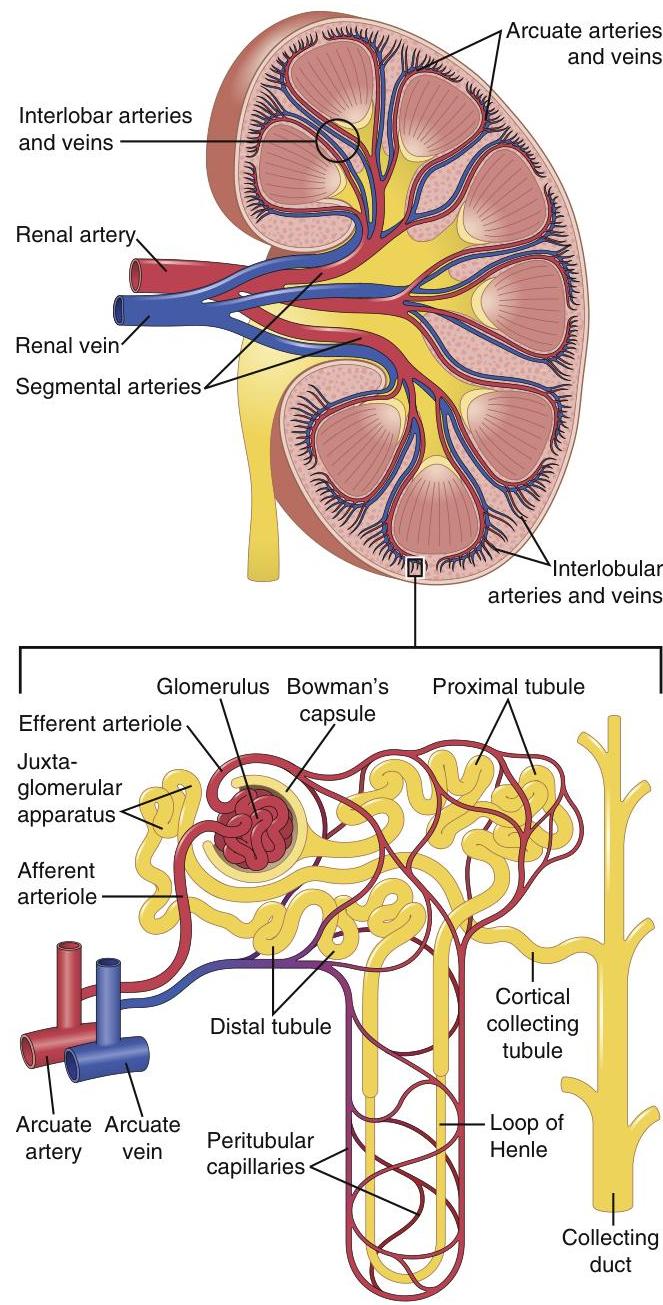 Arcuate arteries
and veins
Interlobar arteries
and veins
Renal artery
Renal vein
Segmental arteries
Interlobular
arteries and veins
Glomerulus
Bowman's
capsule
Proximal tubule
Efferent arteriole
Juxta-
glomerular
apparatus
Afferent
arteriole
Distal tubule
Cortical
collecting
tubule
Arcuate
artery
Arcuate
vein
Peritubular
capillaries
Loop of
Henle
Collecting
duct